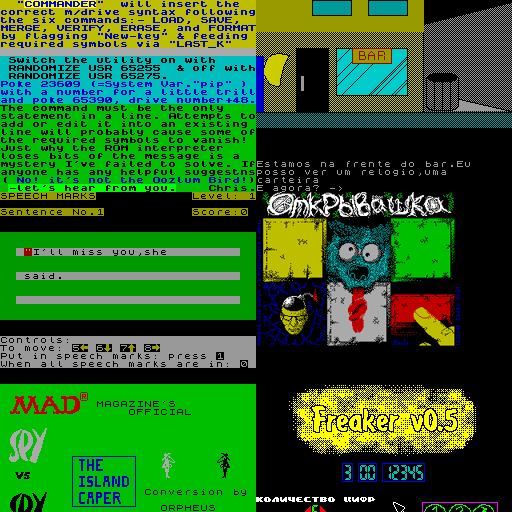 "COMMANDER" will insert the
correct m/drive syntax following
the six commands:- LOAD, SAVE,
MERGE, VERIFY, ERASE, and FORMAT
by flagging "New-key" & feeding
required symbols via "LAST_K"
Switch the utility on with
RANDOMIZE USR 65255  & off with
RANDOMIZE USR 65275.
Poke 23609 (=System Var."pip" )
with a number for a little trill
and poke 65390, drive number+48.
The command must be the only
statement in a line. Attempts to
add or edit it into an existing
line will probably cause some of
the required symbols to vanish!
Just why the ROM interpreter
loses bits of the message is a
mystery I've failed to solve. If
anyone has any helpful suggestns
( No! it's not the Oozlum Bird!)
-let's hear from you.    Chris.
BAR
Estamos na frente do bar.Eu
posso ver um relogio,uma
carteira
E agora? ->
SPEECH MARKS
Level: 1
Sentence No.1
Score:0
I'll miss you,she
said.
Controls:
To move: 5 6 7 8
Put in speech marks: press 1
When all speech marks are in: 0
Открывашка
MAD
MAGAZINE'S
OFFICIAL
SPY
VS
SPY
THE
ISLAND
CAPER
Conversion by
ORPHEUS
Freaker v0.5
3 00 12345
КОЛИЧЕСТВО ЦИФР